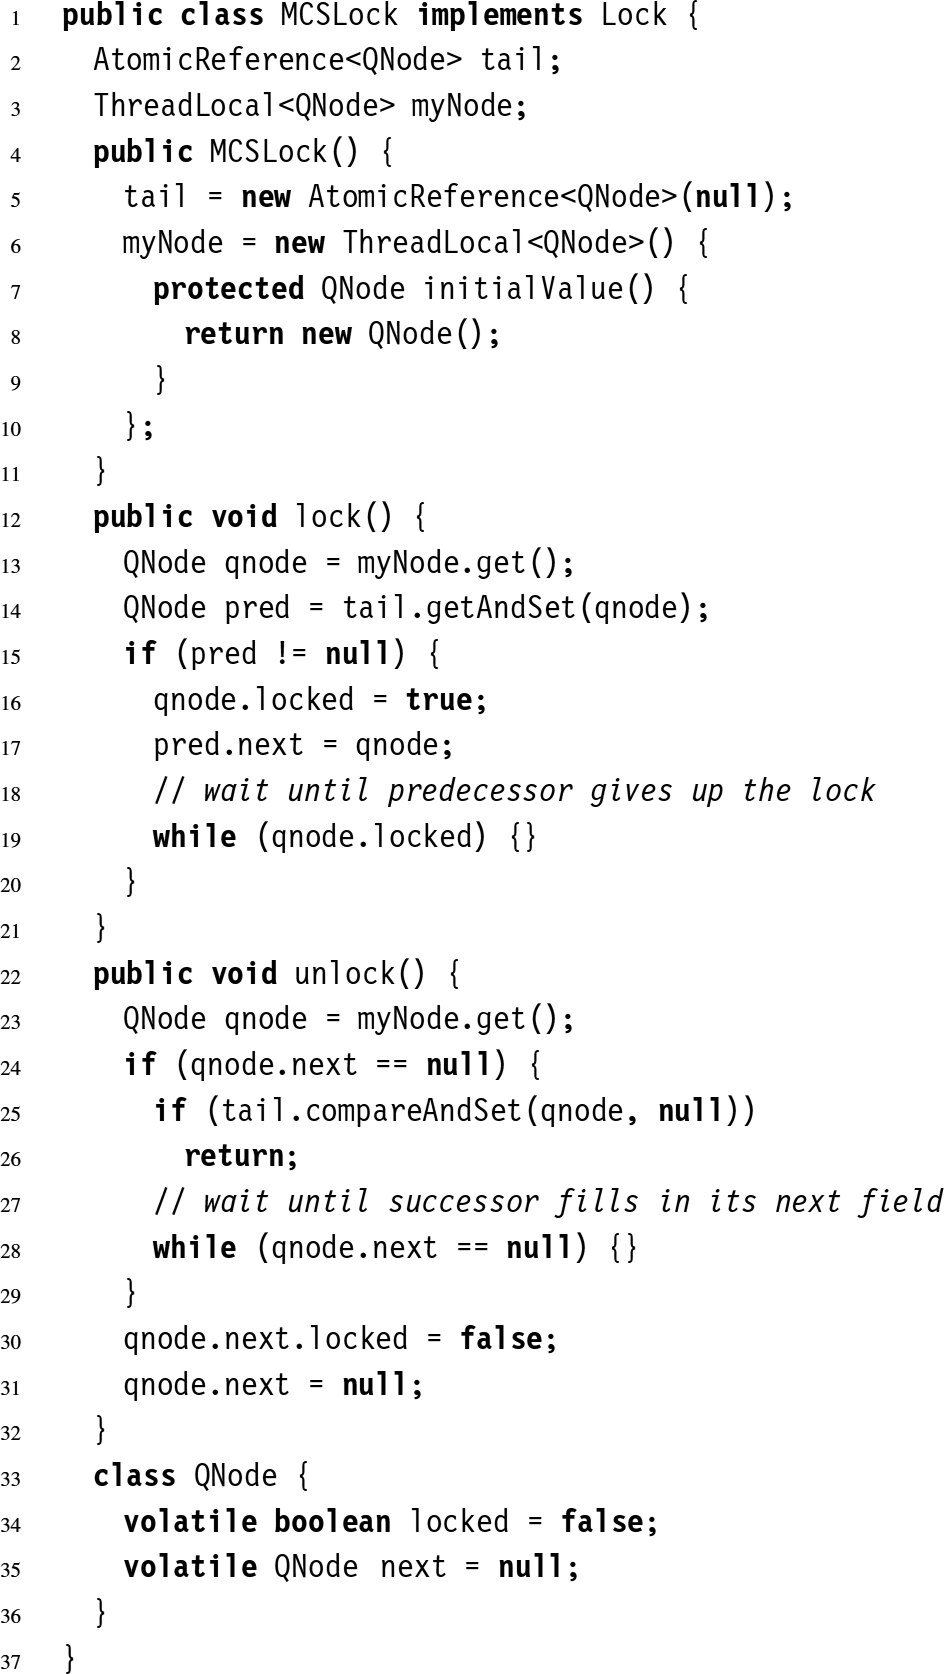 1 public class MCSLock implements Lock {
2 AtomicReference<QNode> tail;
3 ThreadLocal<QNode> myNode;
4 public MCSLock() {
5 tail = new AtomicReference<QNode>(null);
6 myNode = new ThreadLocal<QNode>() {
7 protected QNode initialValue() {
8 return new QNode();
9 }
10 };
11 }
12 public void lock() {
13 QNode qnode = myNode.get();
14 QNode pred = tail.getAndSet(qnode);
15 if (pred != null) {
16 qnode.locked = true;
17 pred.next = qnode;
18 // wait until predecessor gives up the lock
19 while (qnode.locked) {}
20 }
21 }
22 public void unlock() {
23 QNode qnode = myNode.get();
24 if (qnode.next == null) {
25 if (tail.compareAndSet(qnode, null))
26 return;
27 // wait until successor fills in its next field
28 while (qnode.next == null) {}
29 }
30 qnode.next.locked = false;
31 qnode.next = null;
32 }
33 class QNode {
34 volatile boolean locked = false;
35 volatile QNode next = null;
36 }
37 }